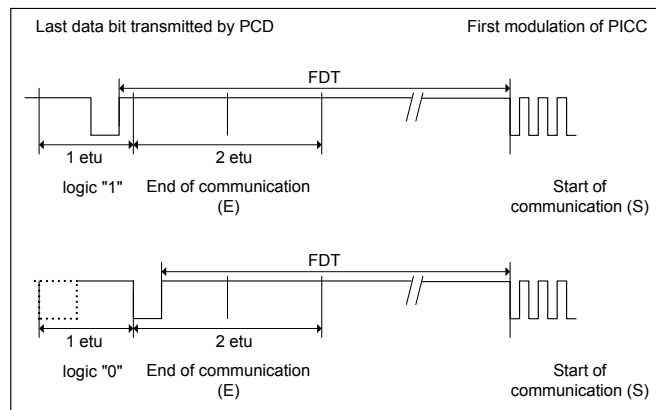 Last data bit transmitted by PCD First modulation of PICC
FDT
1 etu 2 etu
logic "1" End of communication Start of
(E) communication (S)
FDT
1 etu 2 etu
logic "0" End of communication Start of
(E) communication (S)